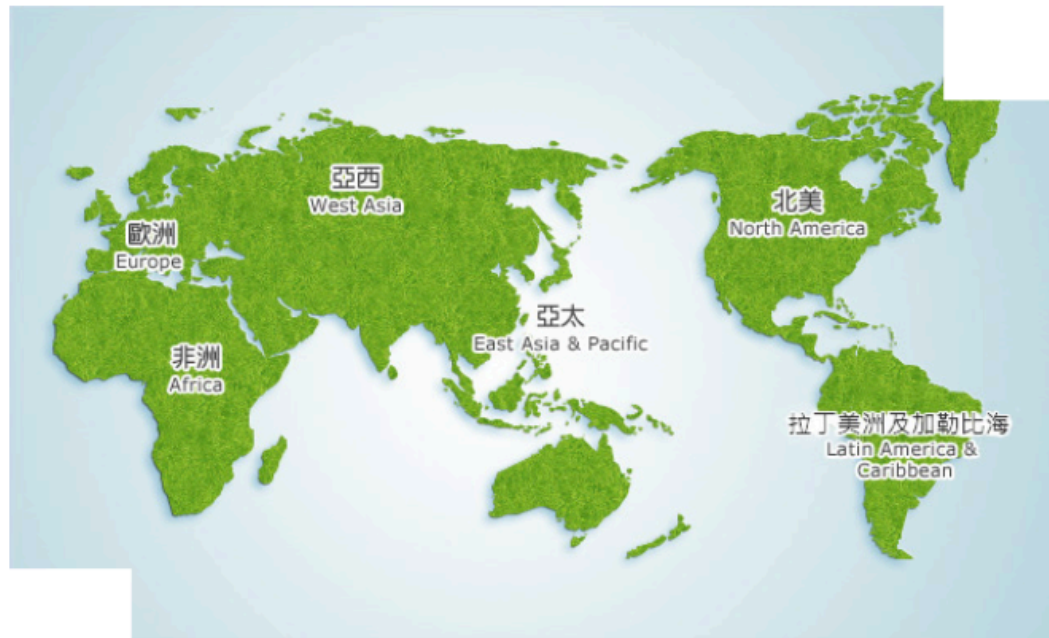 亞西
West Asia
北美
North America
歐洲
Europe
亞太
East Asia & Pacific
非洲
Africa
拉丁美洲及加勒比海
Latin America &
Caribbean